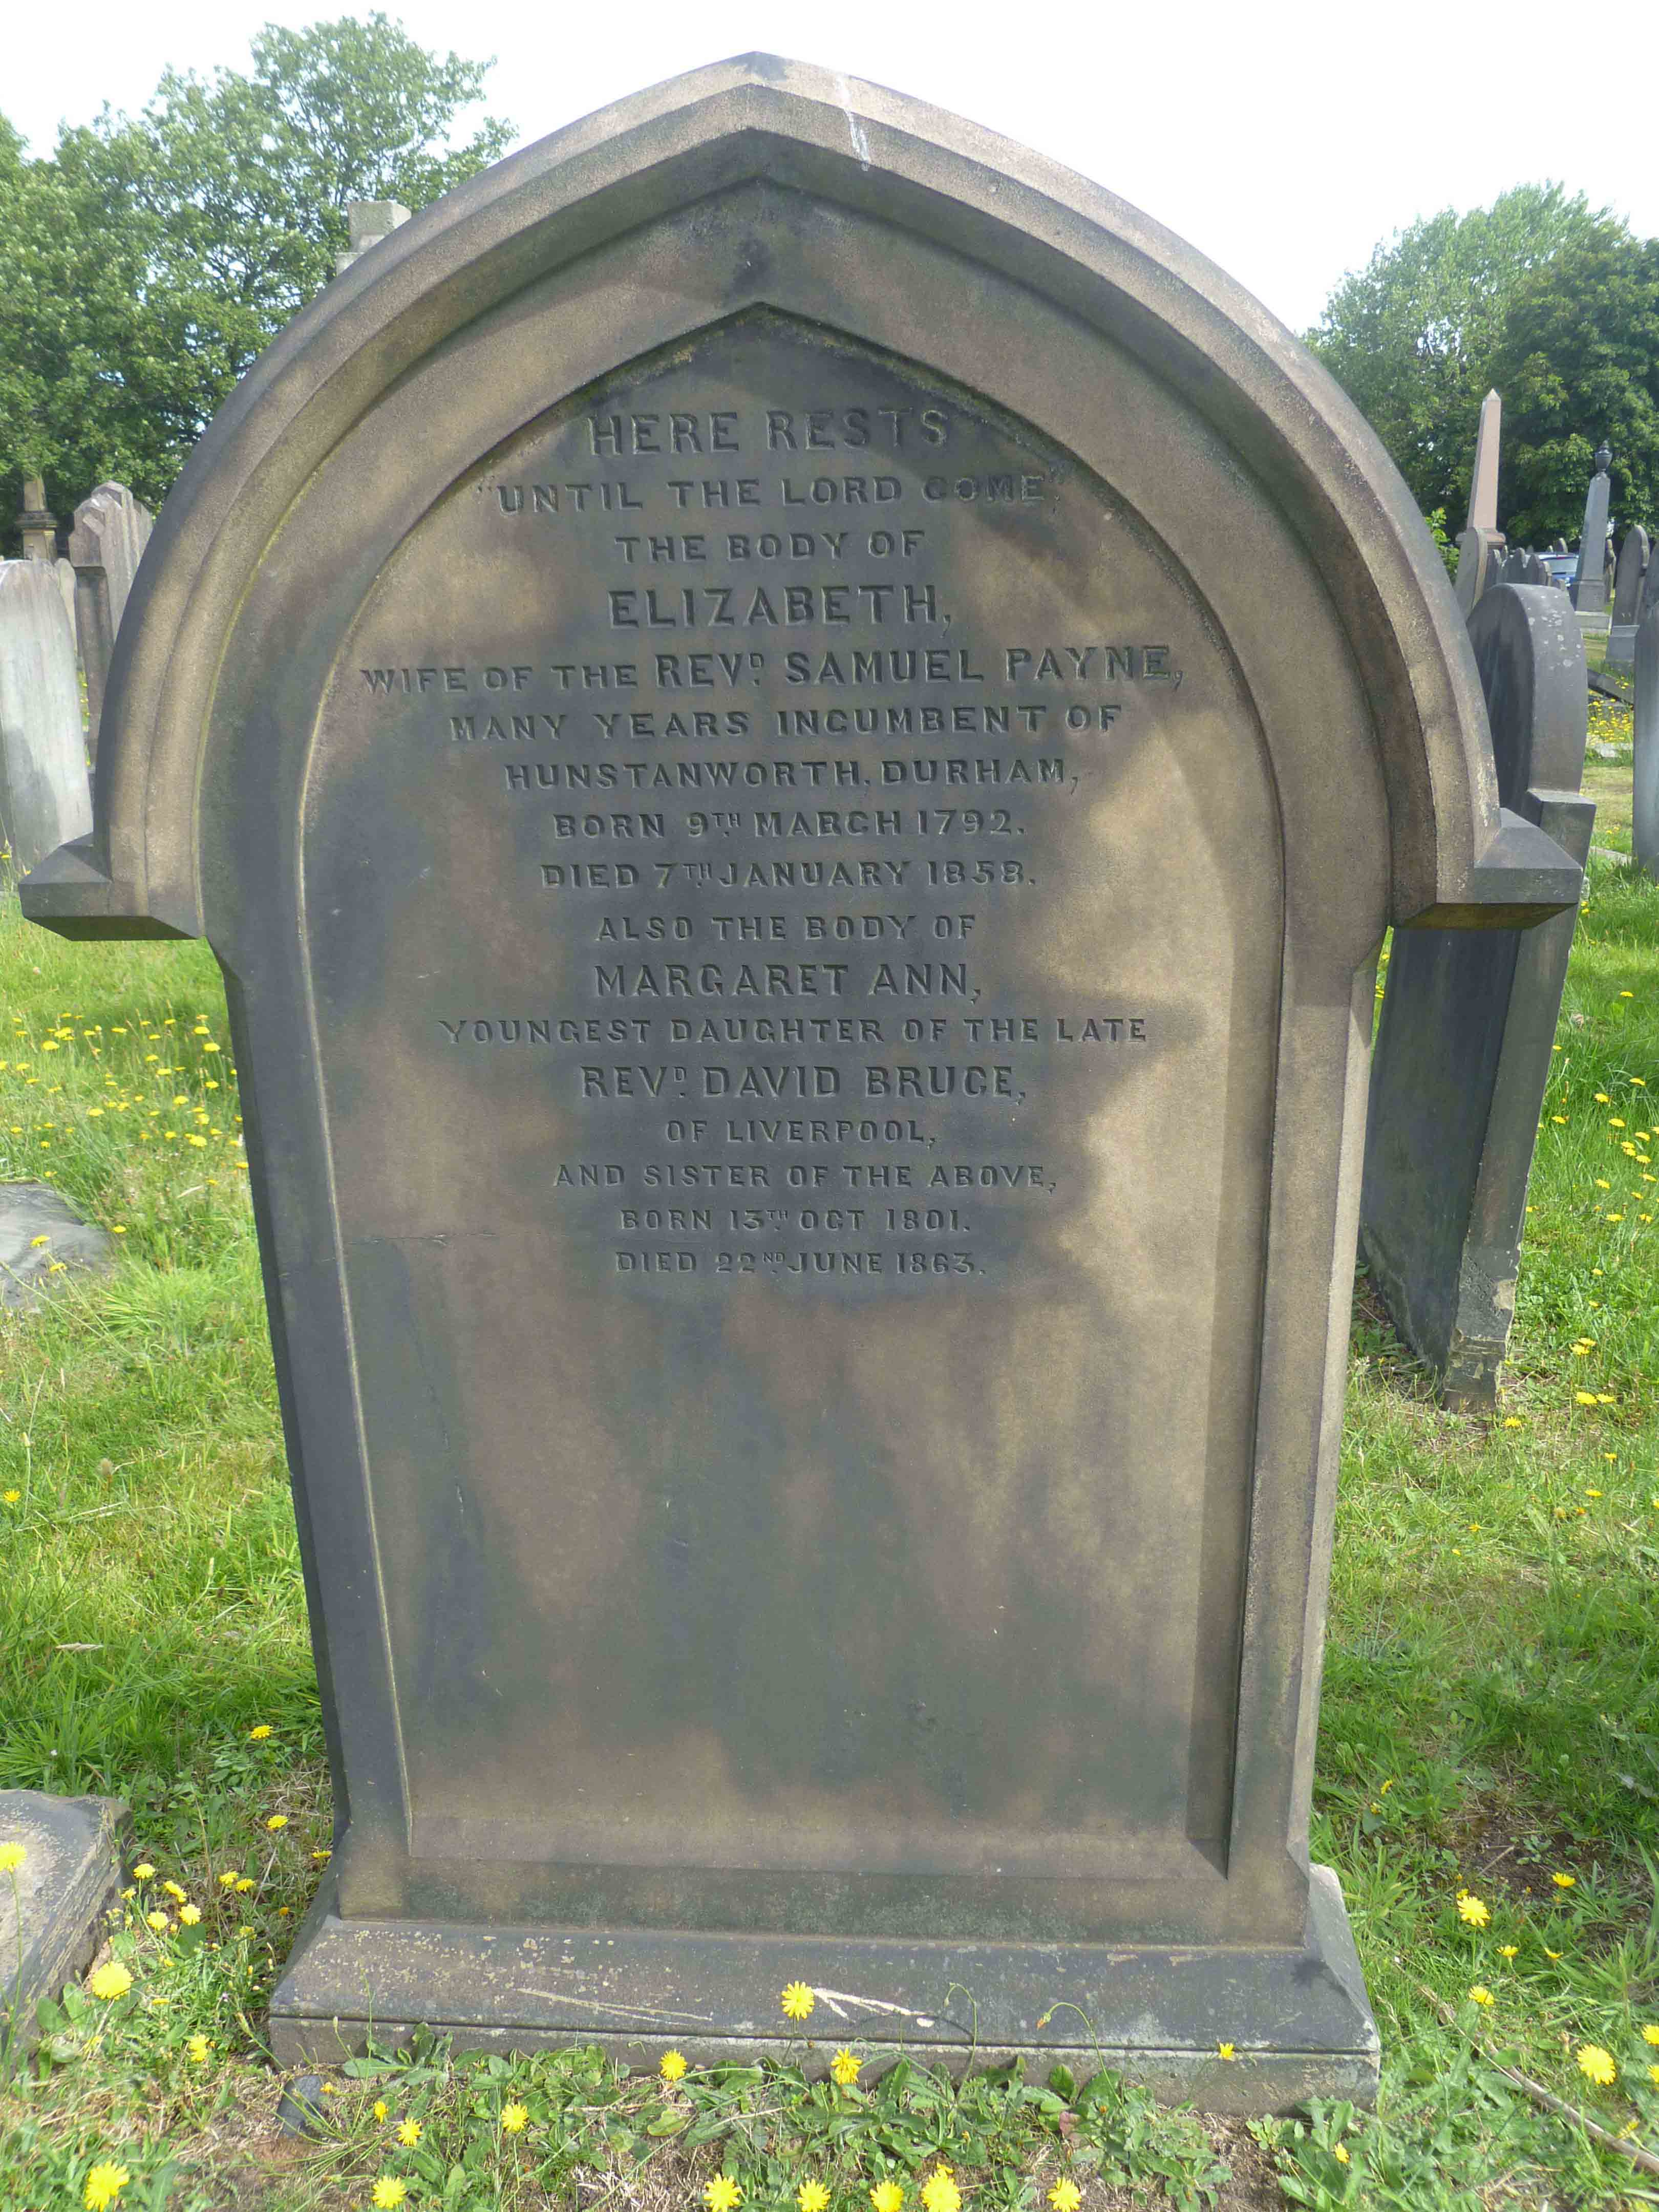 HERE RESTS
"UNTIL THE LORD COME,"
THE BODY OF
ELIZABETH,
WIFE OF THE REVD. SAMUEL PAYNE,
MANY YEARS INCUMBENT OF
HUNSTANWORTH, DURHAM,
BORN 9TH MARCH 1792.
DIED 7TH JANUARY 1858.
ALSO THE BODY OF
MARGARET ANN,
YOUNGEST DAUGHTER OF THE LATE
REVD. DAVID BRUCE,
OF LIVERPOOL,
AND SISTER OF THE ABOVE,
BORN 13TH OCT 1801.
DIED 22ND JUNE 1863.